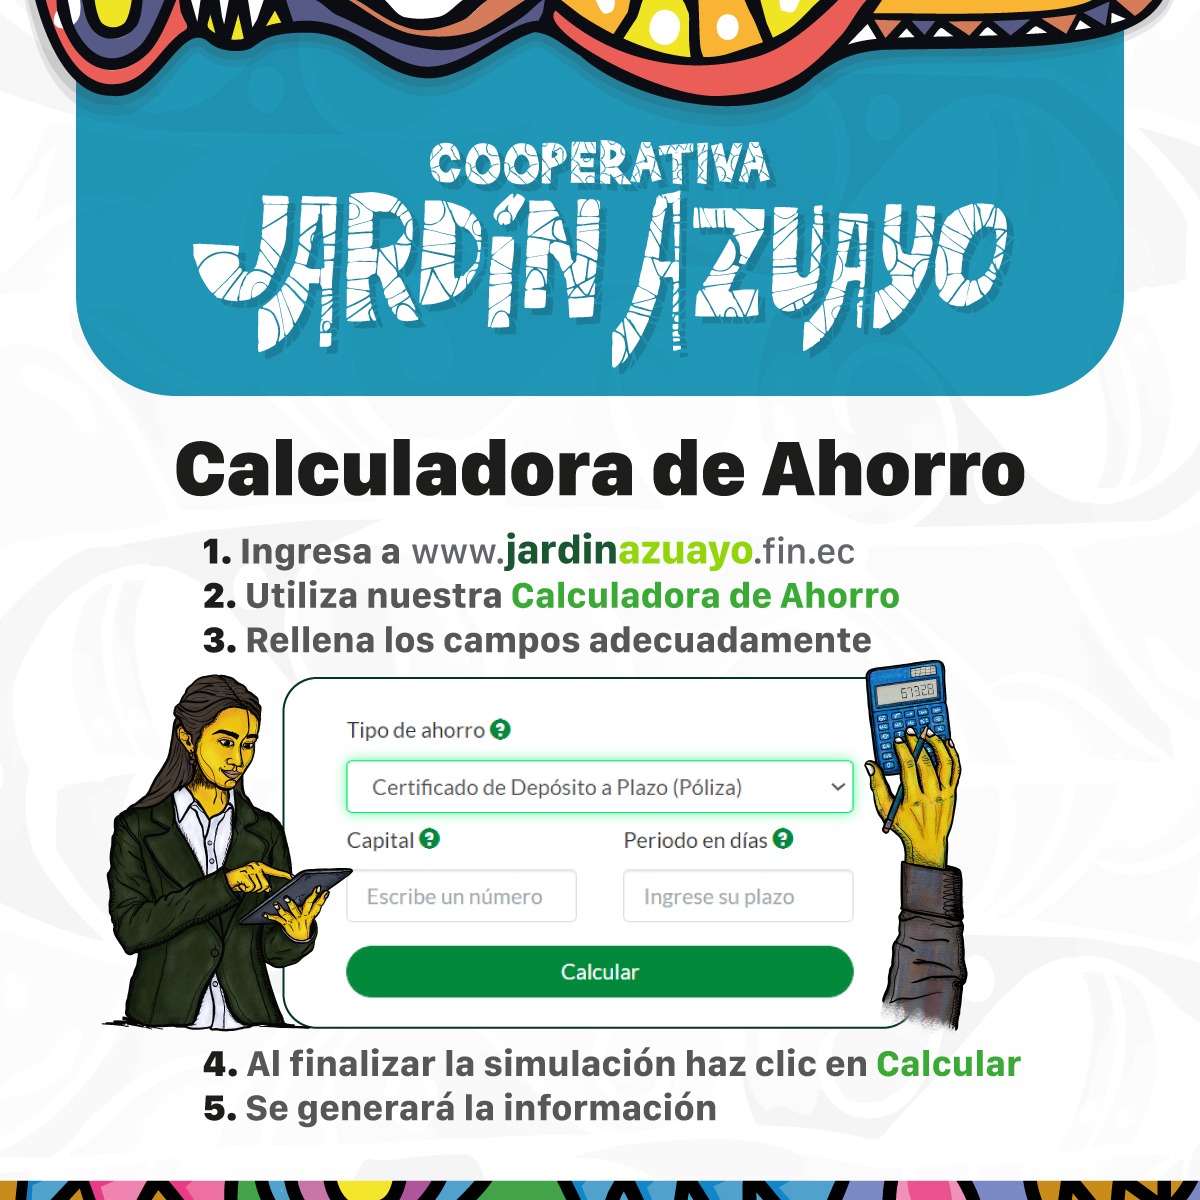 COOPERATIVA
JARDÍN AZUAYO
Calculadora de Ahorro
1. Ingresa a www.jardinazuayo.fin.ec
2. Utiliza nuestra Calculadora de Ahorro
3. Rellena los campos adecuadamente
67328
Tipo de ahorro ?
Certificado de Depósito a Plazo (Póliza)
Capital ? Periodo en días ?
Escribe un número Ingrese su plazo
Calcular
4. Al finalizar la simulación haz clic en Calcular
5. Se generará la información